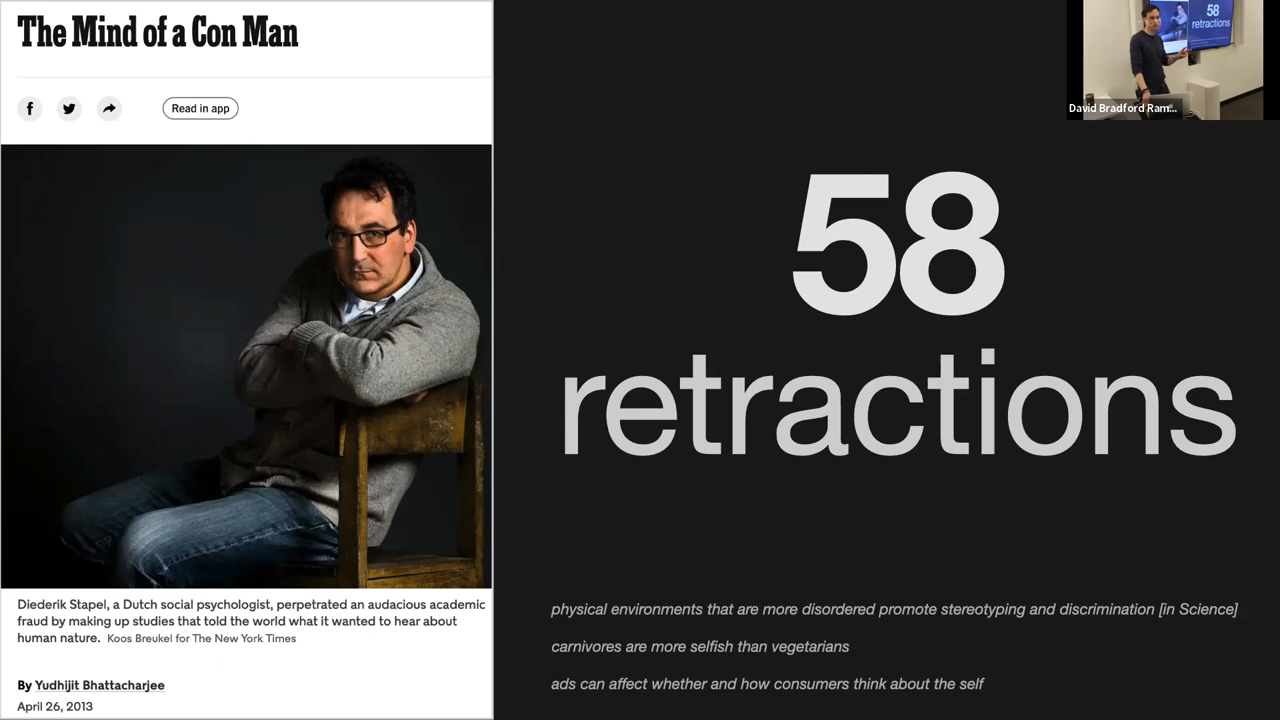 The Mind of a Con Man
Read in app
Diederik Stapel, a Dutch social psychologist, perpetrated an audacious academic
fraud by making up studies that told the world what it wanted to hear about
human nature. Koos Breukel for The New York Times
By Yudhijit Bhattacharjee
April 26, 2013
58
retractions
David Bradford Ram...
58
retractions
physical environments that are more disordered promote stereotyping and discrimination [in Science]
carnivores are more selfish than vegetarians
ads can affect whether and how consumers think about the self